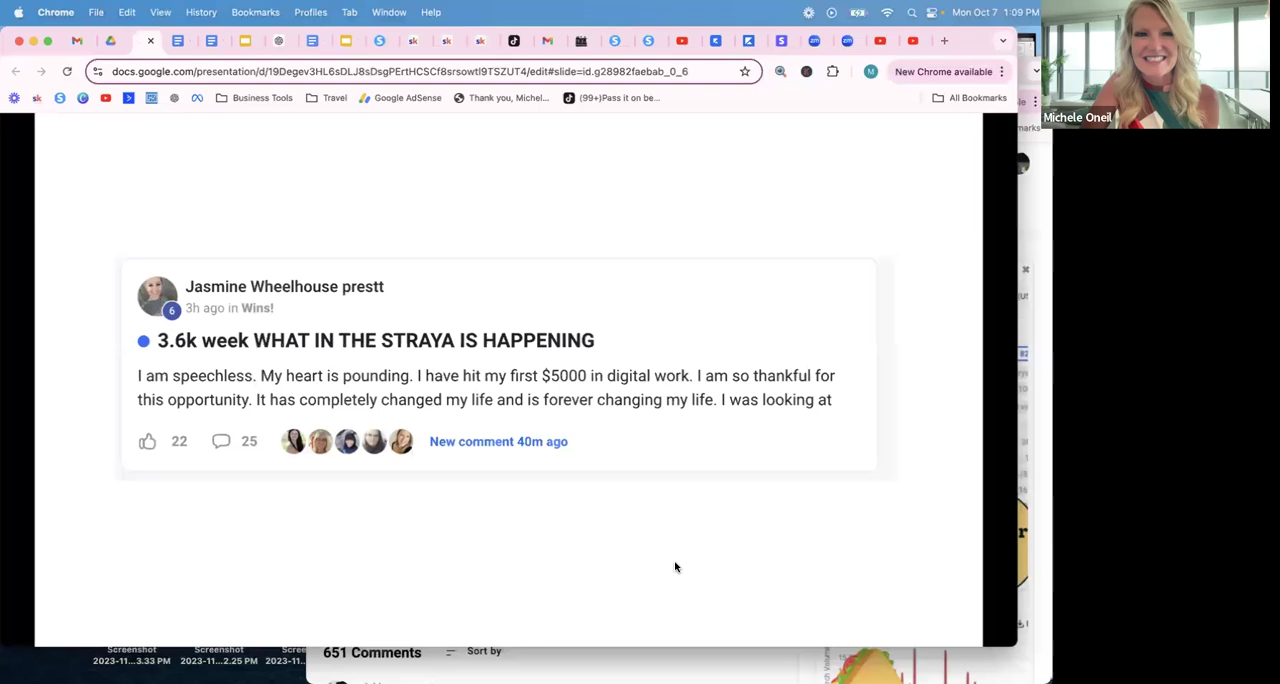 Chrome File Edit View History Bookmarks Profiles Tab Window Help
Mon Oct 7 1:09 PM
docs.google.com/presentation/d/19Degev3HL6sDLJ8sDsgPErtHCSCf8srsowtl9TSZUT4/edit#slide=id.g28982faebab_0_6
New Chrome available
Business Tools Travel Google AdSense Thank you, Michel... (99+)Pass it on be... All Bookmarks
Michele Oneil
Jasmine Wheelhouse prestt
6
3h ago in Wins!
3.6k week WHAT IN THE STRAYA IS HAPPENING
I am speechless. My heart is pounding. I have hit my first $5000 in digital work. I am so thankful for
this opportunity. It has completely changed my life and is forever changing my life. I was looking at
22 25 New comment 40m ago
Screenshot Screenshot Scree
2023-11...3.33 PM 2023-11...2.25 PM 2023-11...
651 Comments Sort by